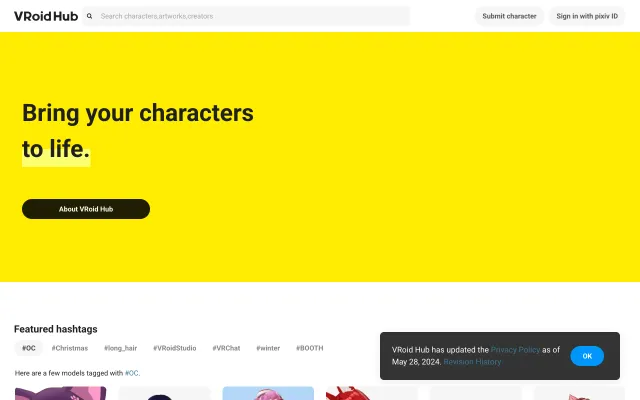 VRoid Hub
Search characters,artworks,creators
Submit character
Sign in with pixiv ID
Bring your characters
to life.
About VRoid Hub
Featured hashtags
#OC
#Christmas
#long_hair
#VRoidStudio
#VRChat
#winter
#BOOTH
Here are a few models tagged with #OC.
VRoid Hub has updated the Privacy Policy as of
May 28, 2024. Revision History
OK